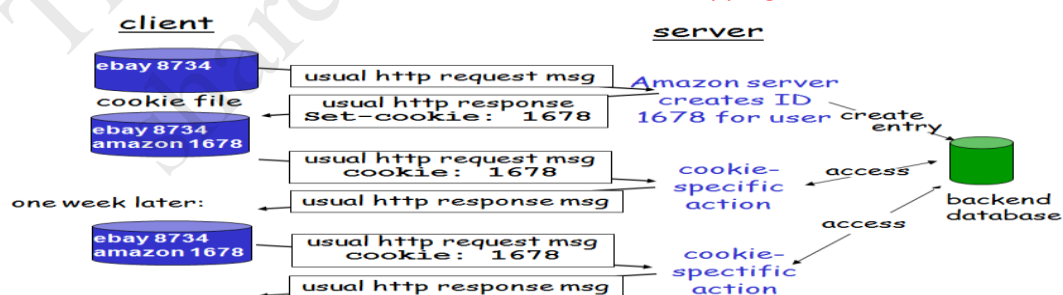 client
server
ebay 8734
usual http request msg
Amazon server
creates ID
1678 for user
cookie file
usual http response
Set-cookie: 1678
create
entry
ebay 8734
amazon 1678
usual http request msg
cookie: 1678
cookie-
specific
action
access
backend
database
one week later:
usual http response msg
access
ebay 8734
amazon 1678
usual http request msg
cookie: 1678
cookie-
spectific
action
usual http response msg